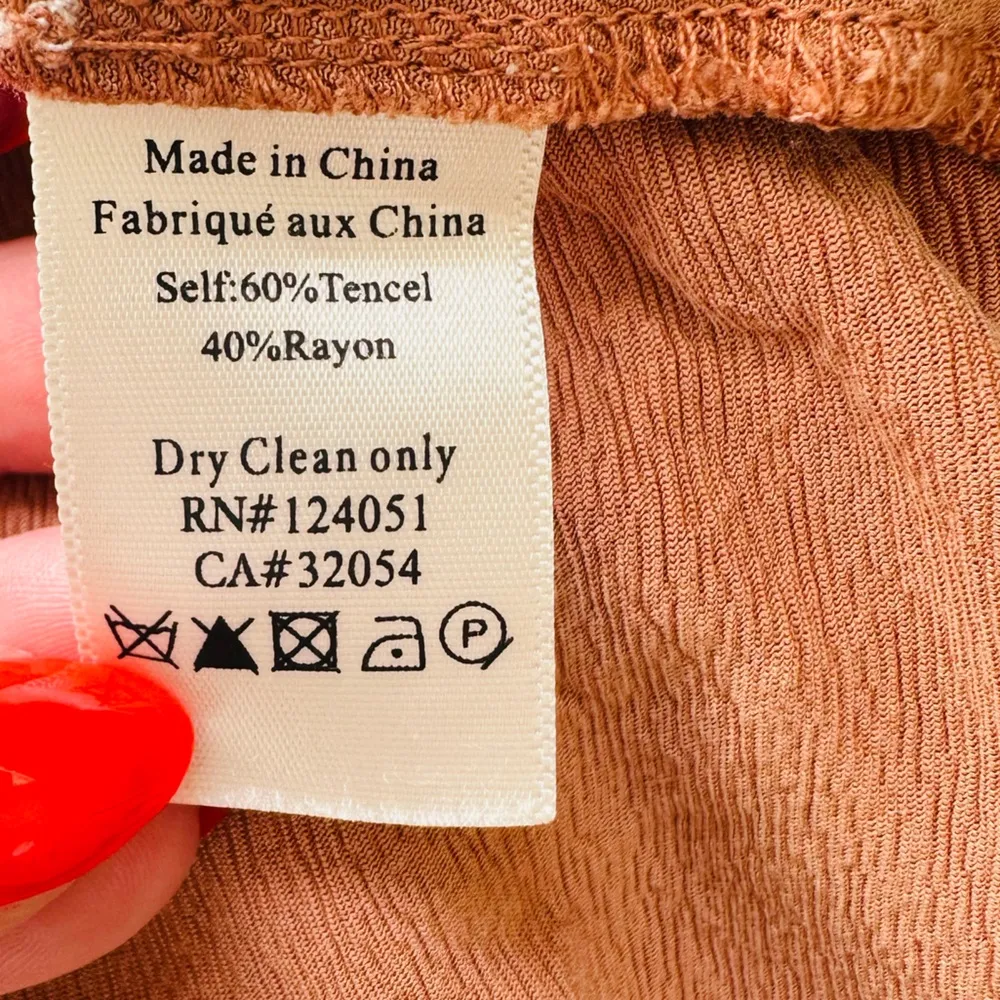 Made in China
Fabriqué aux China
Self:60%Tencel
40%Rayon
Dry Clean only
RN#124051
CA#32054
P